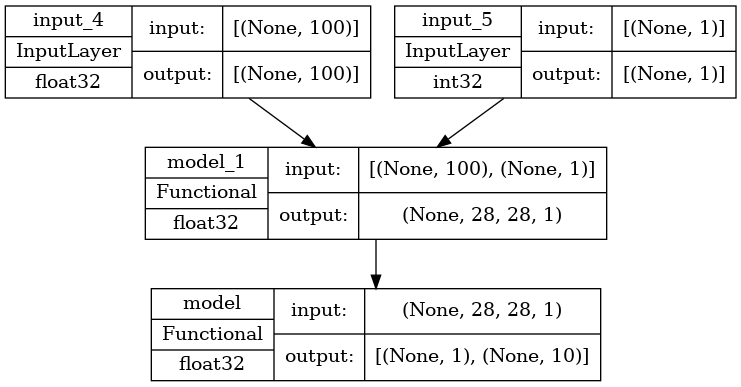 input_4
InputLayer
float32
input:
[(None, 100)]
output:
[(None, 100)]
input_5
InputLayer
int32
input:
[(None, 1)]
output:
[(None, 1)]
model_1
Functional
float32
input:
[(None, 100), (None, 1)]
output:
(None, 28, 28, 1)
model
Functional
float32
input:
(None, 28, 28, 1)
output:
[(None, 1), (None, 10)]